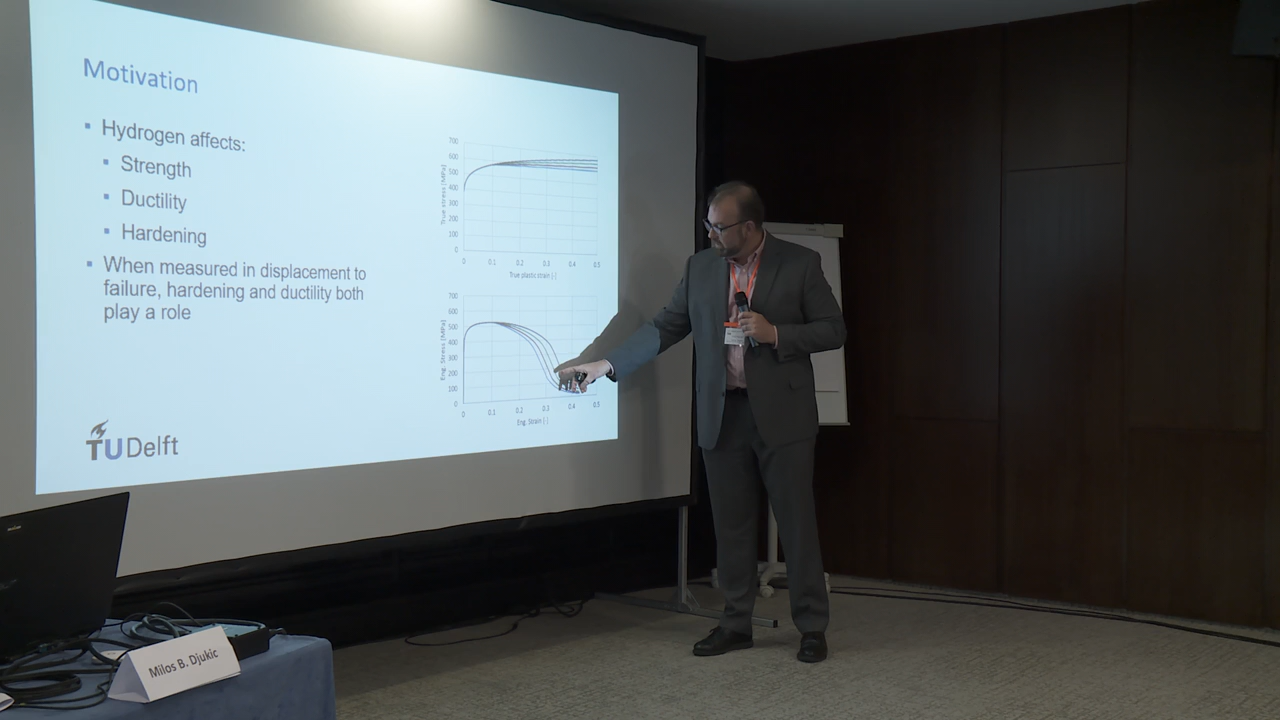 Motivation
Hydrogen affects:
Strength
Ductility
Hardening
When measured in displacement to
failure, hardening and ductility both
play a role
700
600
500
400
300
200
100
0
True stress [MPa]
0 0.1 0.2 0.3 0.4 0.5
True plastic strain [-]
700
600
500
400
300
200
100
0
Eng. Stress [MPa]
0 0.1 0.2 0.3 0.4 0.5
Eng. Strain [-]
TU Delft
Milos B. Djukic